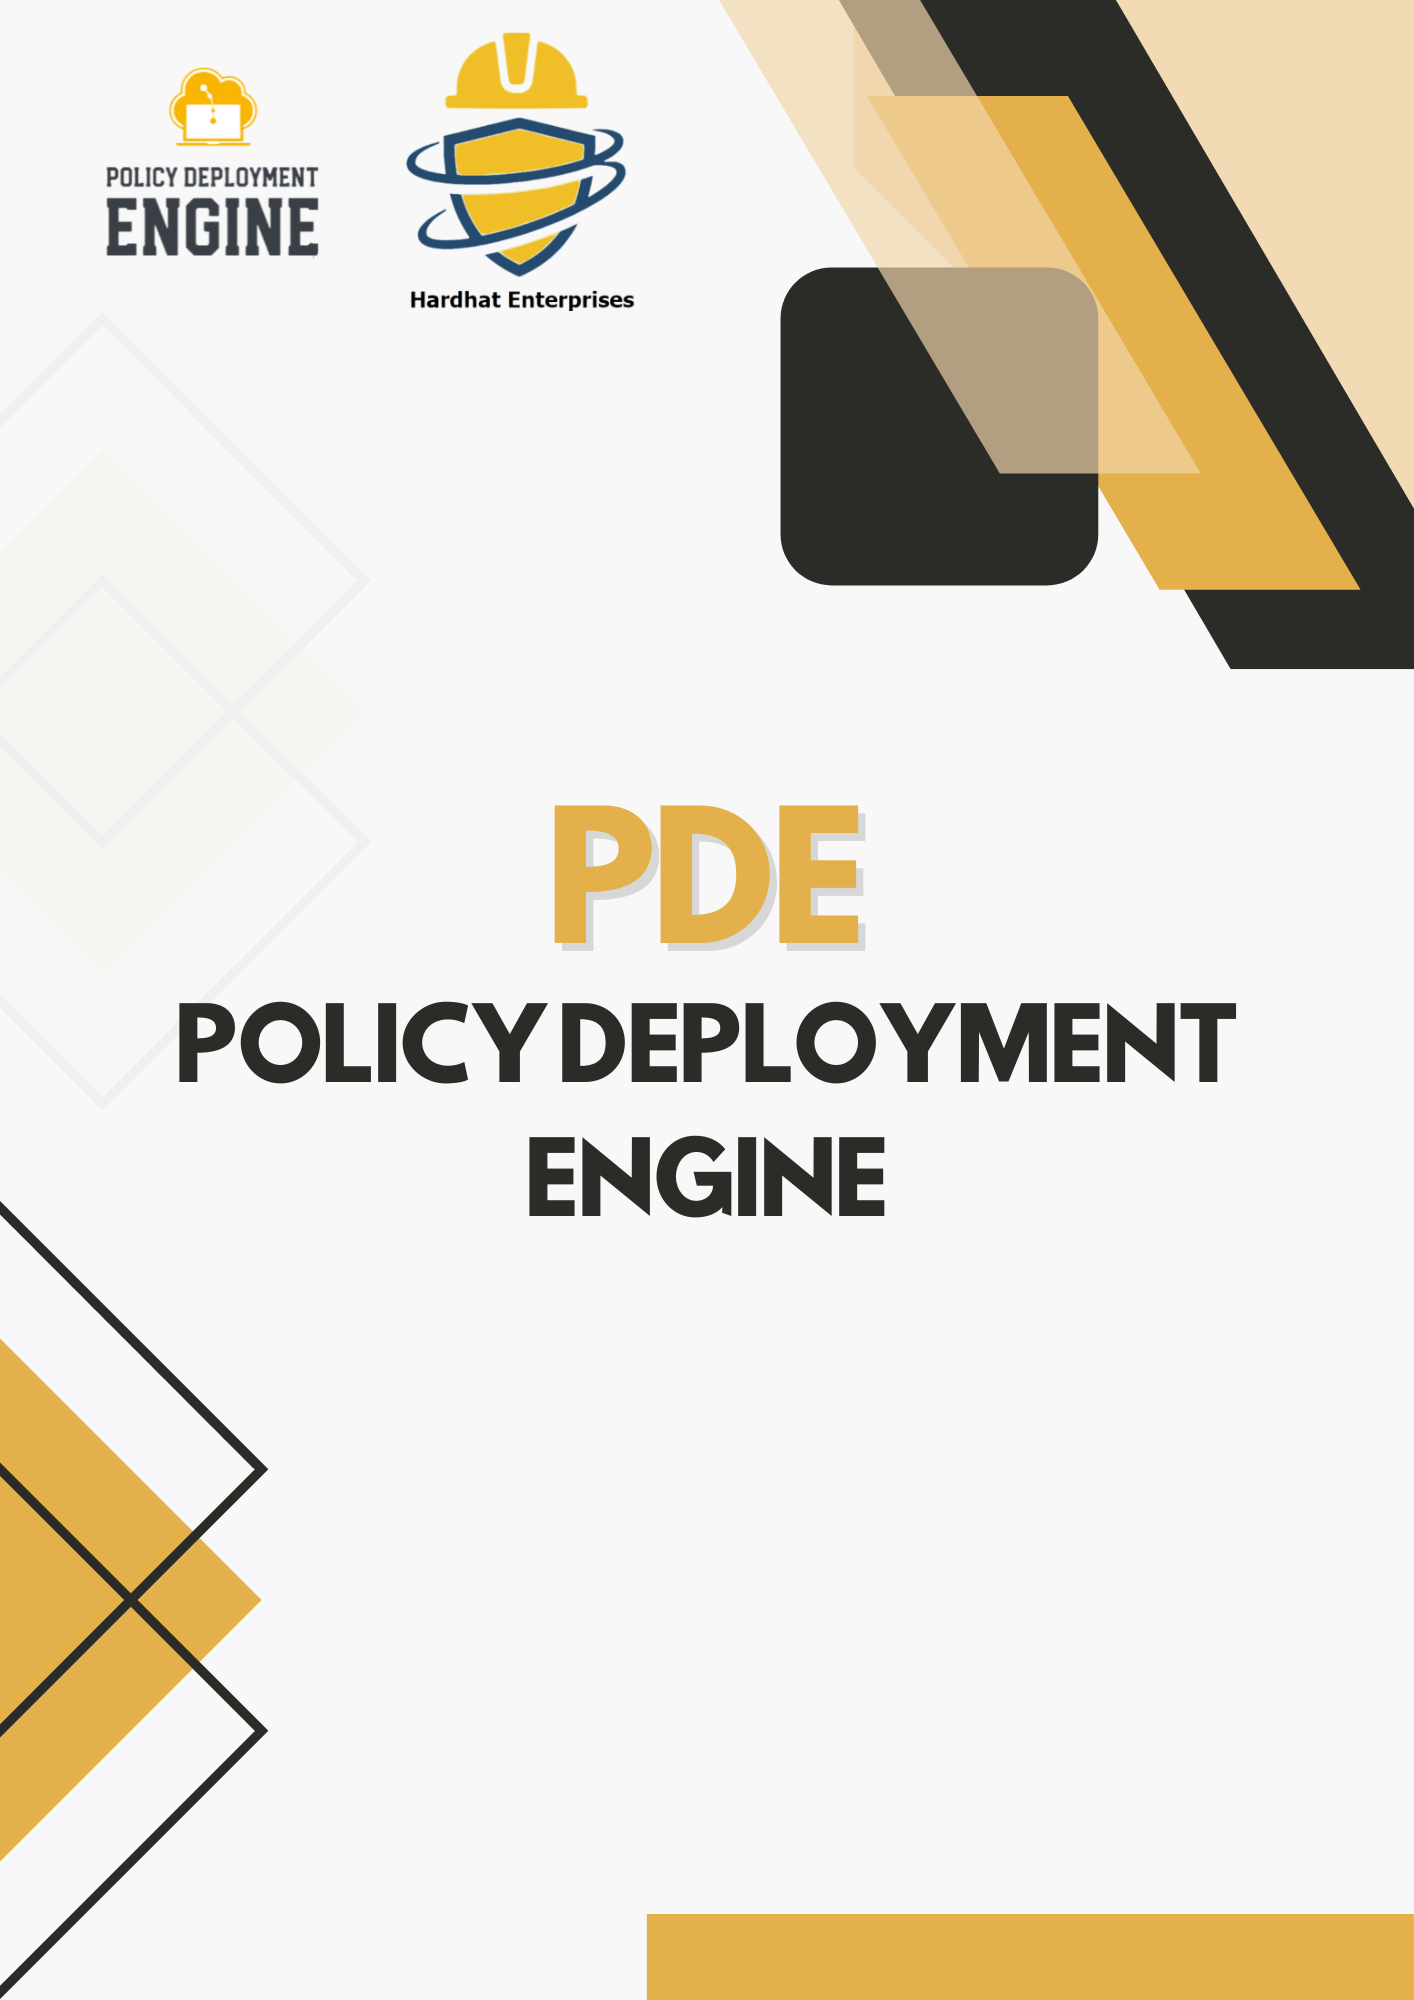 POLICY DEPLOYMENT
ENGINE
Hardhat Enterprises
PDE
POLICY DEPLOYMENT
ENGINE